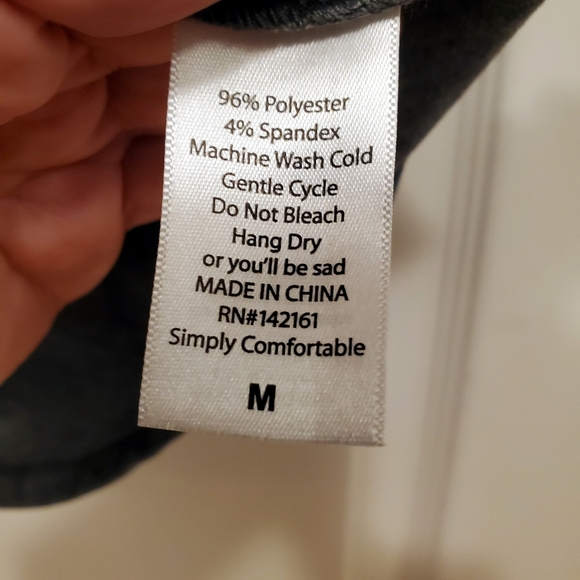 96% Polyester
4% Spandex
Machine Wash Cold
Gentle Cycle
Do Not Bleach
Hang Dry
or you'll be sad
MADE IN CHINA
RN#142161
Simply Comfortable
M